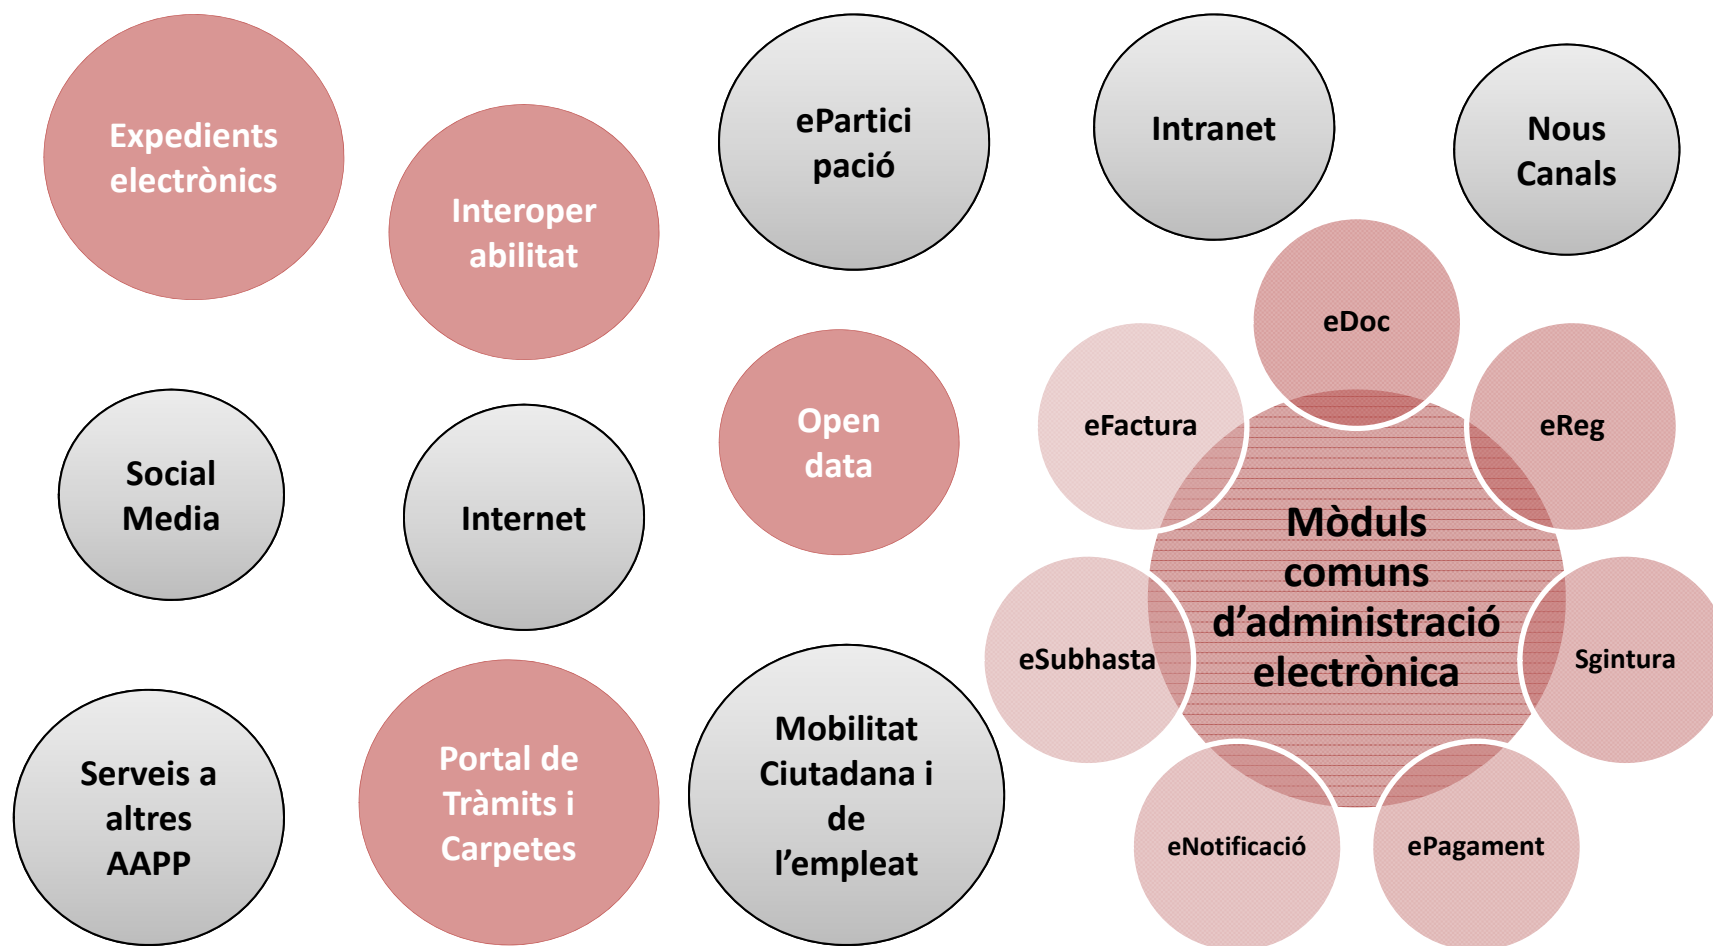 Expedients
electrònics
Interoper
abilitat
ePartici
pació
Intranet
Nous
Canals
Social
Media
Internet
Open
data
Serveis a
altres
AAPP
Portal de
Tràmits i
Carpetes
Mobilitat
Ciutadana i
de
l’empleat
eDoc
eFactura
eReg
Mòduls
comuns
d’administració
electrònica
eSubhasta
Sgintura
eNotificació
ePagament